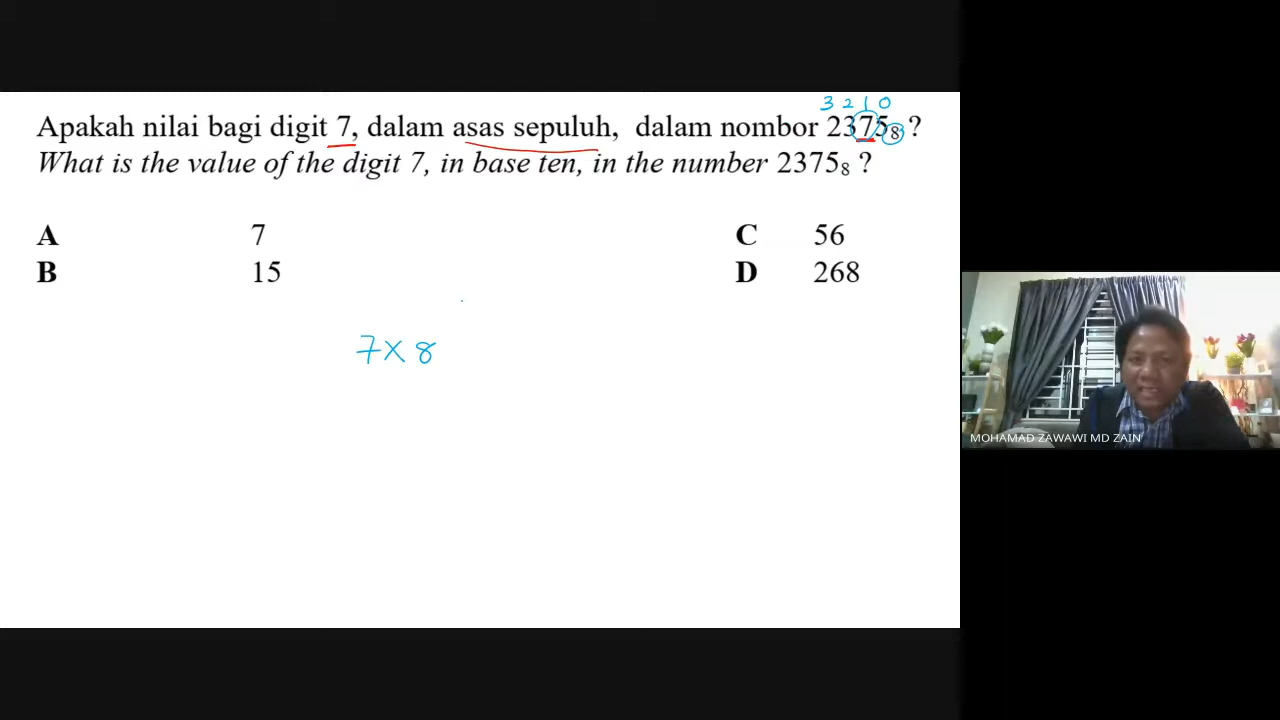 3 2 1 0
Apakah nilai bagi digit 7, dalam asas sepuluh, dalam nombor 2375₈ ?
What is the value of the digit 7, in base ten, in the number 2375₈ ?
A 7 C 56
B 15 D 268
7 × 8
MOHAMAD ZAWAWI MD ZAIN